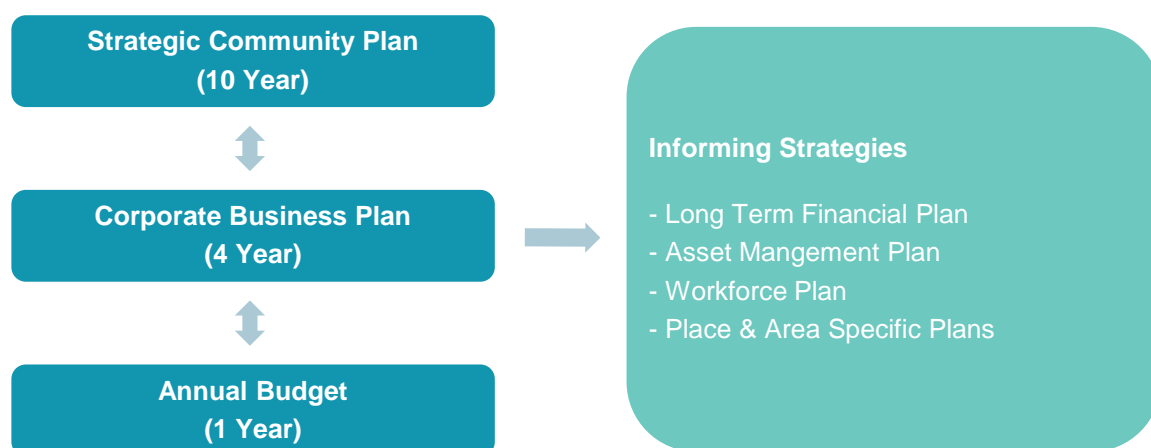 Strategic Community Plan
(10 Year)
Corporate Business Plan
(4 Year)
Annual Budget
(1 Year)
Informing Strategies
- Long Term Financial Plan
- Asset Mangement Plan
- Workforce Plan
- Place & Area Specific Plans